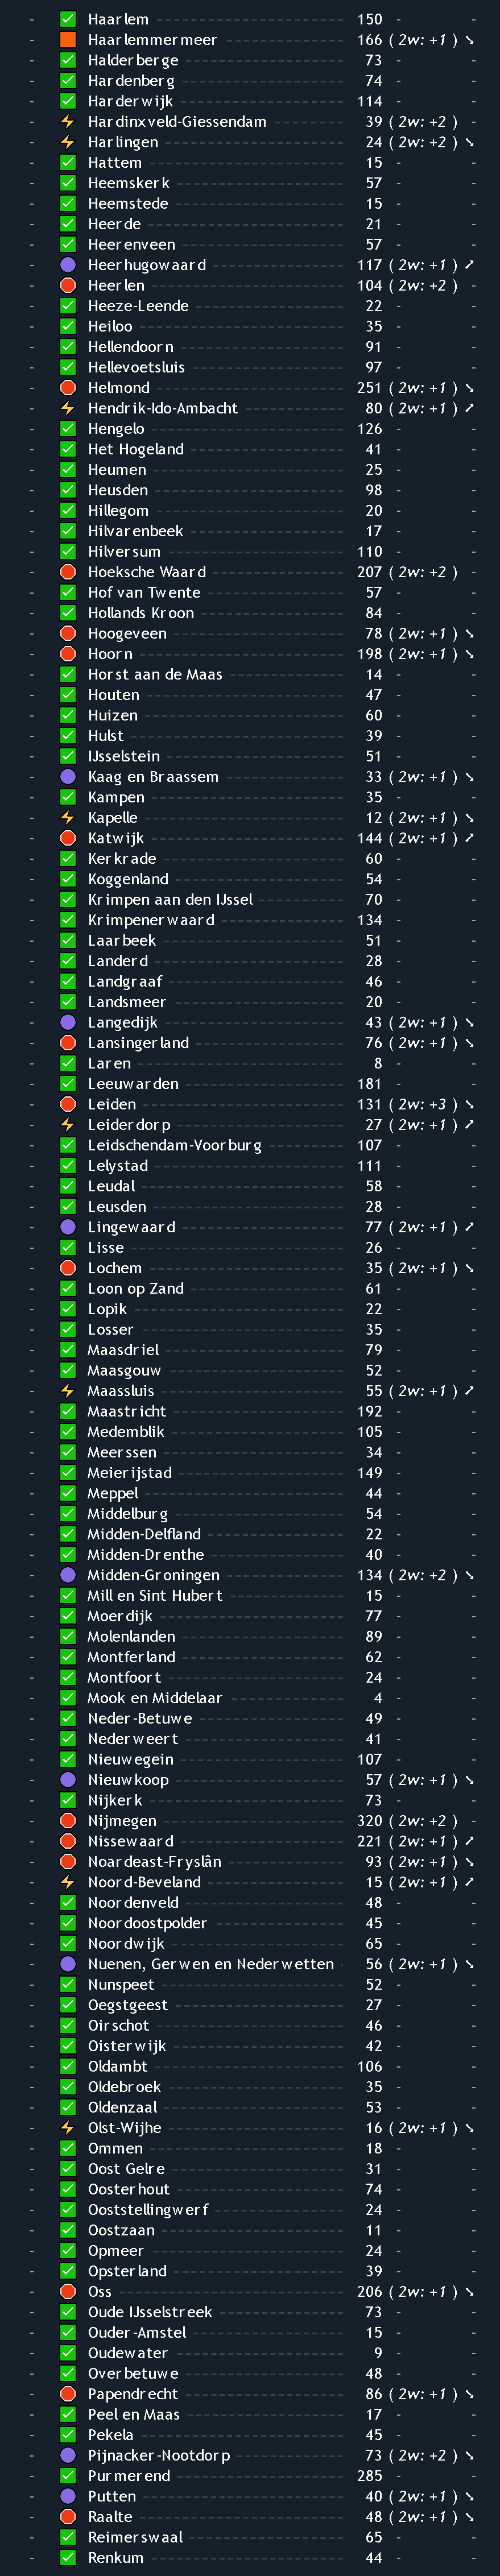 - ✅ Haarlem 150 - -
- 🟧 Haarlemmermeer 166 ( 2w: +1 ) ➘
- ✅ Halderberge 73 - -
- ✅ Hardenberg 74 - -
- ✅ Harderwijk 114 - -
- ⚡ Hardinxveld-Giessendam 39 ( 2w: +2 ) -
- ⚡ Harlingen 24 ( 2w: +2 ) ➘
- ✅ Hattem 15 - -
- ✅ Heemskerk 57 - -
- ✅ Heemstede 15 - -
- ✅ Heerde 21 - -
- ✅ Heerenveen 57 - -
- 🟣 Heerhugowaard 117 ( 2w: +1 ) ➚
- 🛑 Heerlen 104 ( 2w: +2 ) -
- ✅ Heeze-Leende 22 - -
- ✅ Heiloo 35 - -
- ✅ Hellendoorn 91 - -
- ✅ Hellevoetsluis 97 - -
- 🛑 Helmond 251 ( 2w: +1 ) ➘
- ⚡ Hendrik-Ido-Ambacht 80 ( 2w: +1 ) ➚
- ✅ Hengelo 126 - -
- ✅ Het Hogeland 41 - -
- ✅ Heumen 25 - -
- ✅ Heusden 98 - -
- ✅ Hillegom 20 - -
- ✅ Hilvarenbeek 17 - -
- ✅ Hilversum 110 - -
- 🛑 Hoeksche Waard 207 ( 2w: +2 ) -
- ✅ Hof van Twente 57 - -
- ✅ Hollands Kroon 84 - -
- 🛑 Hoogeveen 78 ( 2w: +1 ) ➘
- 🛑 Hoorn 198 ( 2w: +1 ) ➘
- ✅ Horst aan de Maas 14 - -
- ✅ Houten 47 - -
- ✅ Huizen 60 - -
- ✅ Hulst 39 - -
- ✅ IJsselstein 51 - -
- 🟣 Kaag en Braassem 33 ( 2w: +1 ) ➘
- ✅ Kampen 35 - -
- ⚡ Kapelle 12 ( 2w: +1 ) ➘
- 🛑 Katwijk 144 ( 2w: +1 ) ➚
- ✅ Kerkrade 60 - -
- ✅ Koggenland 54 - -
- ✅ Krimpen aan den IJssel 70 - -
- ✅ Krimpenerwaard 134 - -
- ✅ Laarbeek 51 - -
- ✅ Landerd 28 - -
- ✅ Landgraaf 46 - -
- ✅ Landsmeer 20 - -
- 🟣 Langedijk 43 ( 2w: +1 ) ➘
- 🛑 Lansingerland 76 ( 2w: +1 ) ➘
- ✅ Laren 8 - -
- ✅ Leeuwarden 181 - -
- 🛑 Leiden 131 ( 2w: +3 ) ➘
- ⚡ Leiderdorp 27 ( 2w: +1 ) ➚
- ✅ Leidschendam-Voorburg 107 - -
- ✅ Lelystad 111 - -
- ✅ Leudal 58 - -
- ✅ Leusden 28 - -
- 🟣 Lingewaard 77 ( 2w: +1 ) ➚
- ✅ Lisse 26 - -
- 🛑 Lochem 35 ( 2w: +1 ) ➘
- ✅ Loon op Zand 61 - -
- ✅ Lopik 22 - -
- ✅ Losser 35 - -
- ✅ Maasdriel 79 - -
- ✅ Maasgouw 52 - -
- ⚡ Maassluis 55 ( 2w: +1 ) ➚
- ✅ Maastricht 192 - -
- ✅ Medemblik 105 - -
- ✅ Meerssen 34 - -
- ✅ Meierijstad 149 - -
- ✅ Meppel 44 - -
- ✅ Middelburg 54 - -
- ✅ Midden-Delfland 22 - -
- ✅ Midden-Drenthe 40 - -
- 🟣 Midden-Groningen 134 ( 2w: +2 ) ➘
- ✅ Mill en Sint Hubert 15 - -
- ✅ Moerdijk 77 - -
- ✅ Molenlanden 89 - -
- ✅ Montferland 62 - -
- ✅ Montfoort 24 - -
- ✅ Mook en Middelaar 4 - -
- ✅ Neder-Betuwe 49 - -
- ✅ Nederweert 41 - -
- ✅ Nieuwegein 107 - -
- 🟣 Nieuwkoop 57 ( 2w: +1 ) ➘
- ✅ Nijkerk 73 - -
- 🛑 Nijmegen 320 ( 2w: +2 ) -
- 🛑 Nissewaard 221 ( 2w: +1 ) ➚
- 🛑 Noardeast-Fryslân 93 ( 2w: +1 ) ➘
- ⚡ Noord-Beveland 15 ( 2w: +1 ) ➚
- ✅ Noordenveld 48 - -
- ✅ Noordoostpolder 45 - -
- ✅ Noordwijk 65 - -
- 🟣 Nuenen, Gerwen en Nederwetten 56 ( 2w: +1 ) ➘
- ✅ Nunspeet 52 - -
- ✅ Oegstgeest 27 - -
- ✅ Oirschot 46 - -
- ✅ Oisterwijk 42 - -
- ✅ Oldambt 106 - -
- ✅ Oldebroek 35 - -
- ✅ Oldenzaal 53 - -
- ⚡ Olst-Wijhe 16 ( 2w: +1 ) ➘
- ✅ Ommen 18 - -
- ✅ Oost Gelre 31 - -
- ✅ Oosterhout 74 - -
- ✅ Ooststellingwerf 24 - -
- ✅ Oostzaan 11 - -
- ✅ Opmeer 24 - -
- ✅ Opsterland 39 - -
- 🛑 Oss 206 ( 2w: +1 ) ➘
- ✅ Oude IJsselstreek 73 - -
- ✅ Ouder-Amstel 15 - -
- ✅ Oudewater 9 - -
- ✅ Overbetuwe 48 - -
- 🛑 Papendrecht 86 ( 2w: +1 ) ➘
- ✅ Peel en Maas 17 - -
- ✅ Pekela 45 - -
- 🟣 Pijnacker-Nootdorp 73 ( 2w: +2 ) ➘
- ✅ Purmerend 285 - -
- 🟣 Putten 40 ( 2w: +1 ) ➘
- 🛑 Raalte 48 ( 2w: +1 ) ➘
- ✅ Reimerswaal 65 - -
- ✅ Renkum 44 - -